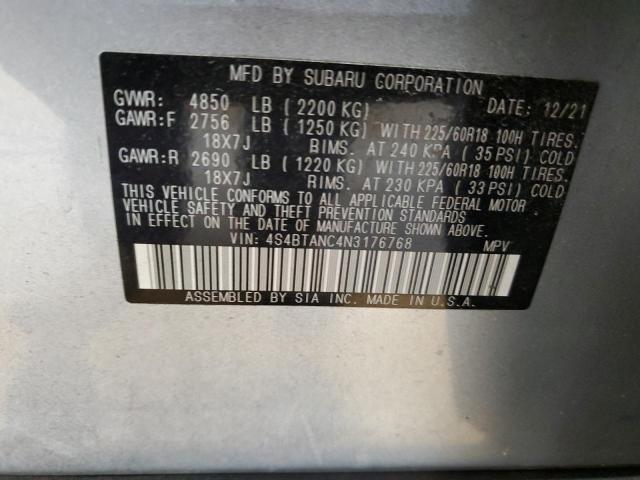 MFD BY SUBARU CORPORATION
GVWR: 4850 LB (2200 KG) DATE: 12/21
GAWR:F 2756 LB (1250 KG) WITH 225/60R18 100H TIRES.
18X7J RIMS. AT 240 KPA (35 PSI) COLD
GAWR:R 2690 LB (1220 KG) WITH 225/60R18 100H TIRES.
18X7J RIMS. AT 230 KPA (33 PSI) COLD
THIS VEHICLE CONFORMS TO ALL APPLICABLE FEDERAL MOTOR
VEHICLE SAFETY AND THEFT PREVENTION STANDARDS
IN EFFECT ON THE DATE OF MANUFACTURE SHOWN ABOVE.
VIN: 4S4BTANC4N3176768 MPV
ASSEMBLED BY SIA INC. MADE IN U.S.A.